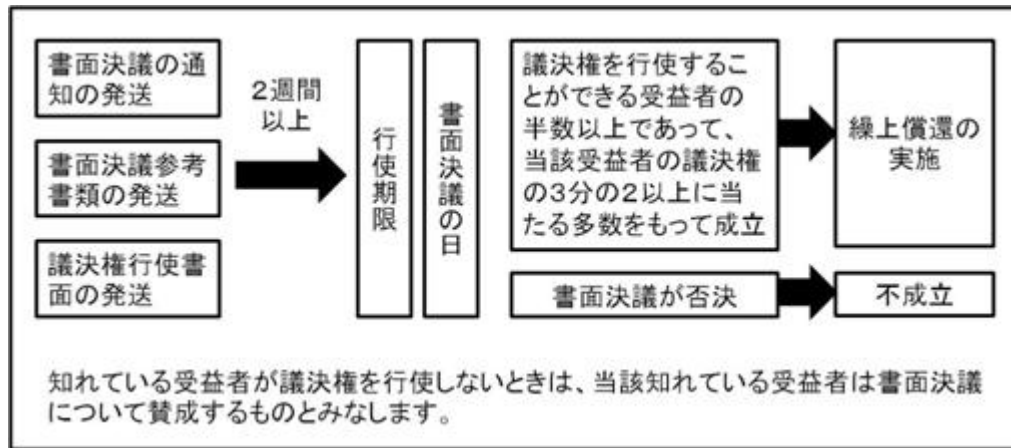 書面決議の通
知の発送
書面決議参考
書類の発送
議決権行使書
面の発送
2週間
以上
行使期限
書面決議の日
議決権を行使するこ
とができる受益者の
半数以上であって、
当該受益者の議決権
の3分の2以上に当
たる多数をもって成立
繰上償還の
実施
書面決議が否決
不成立
知れている受益者が議決権を行使しないときは、当該知れている受益者は書面決議
について賛成するものとみなします。